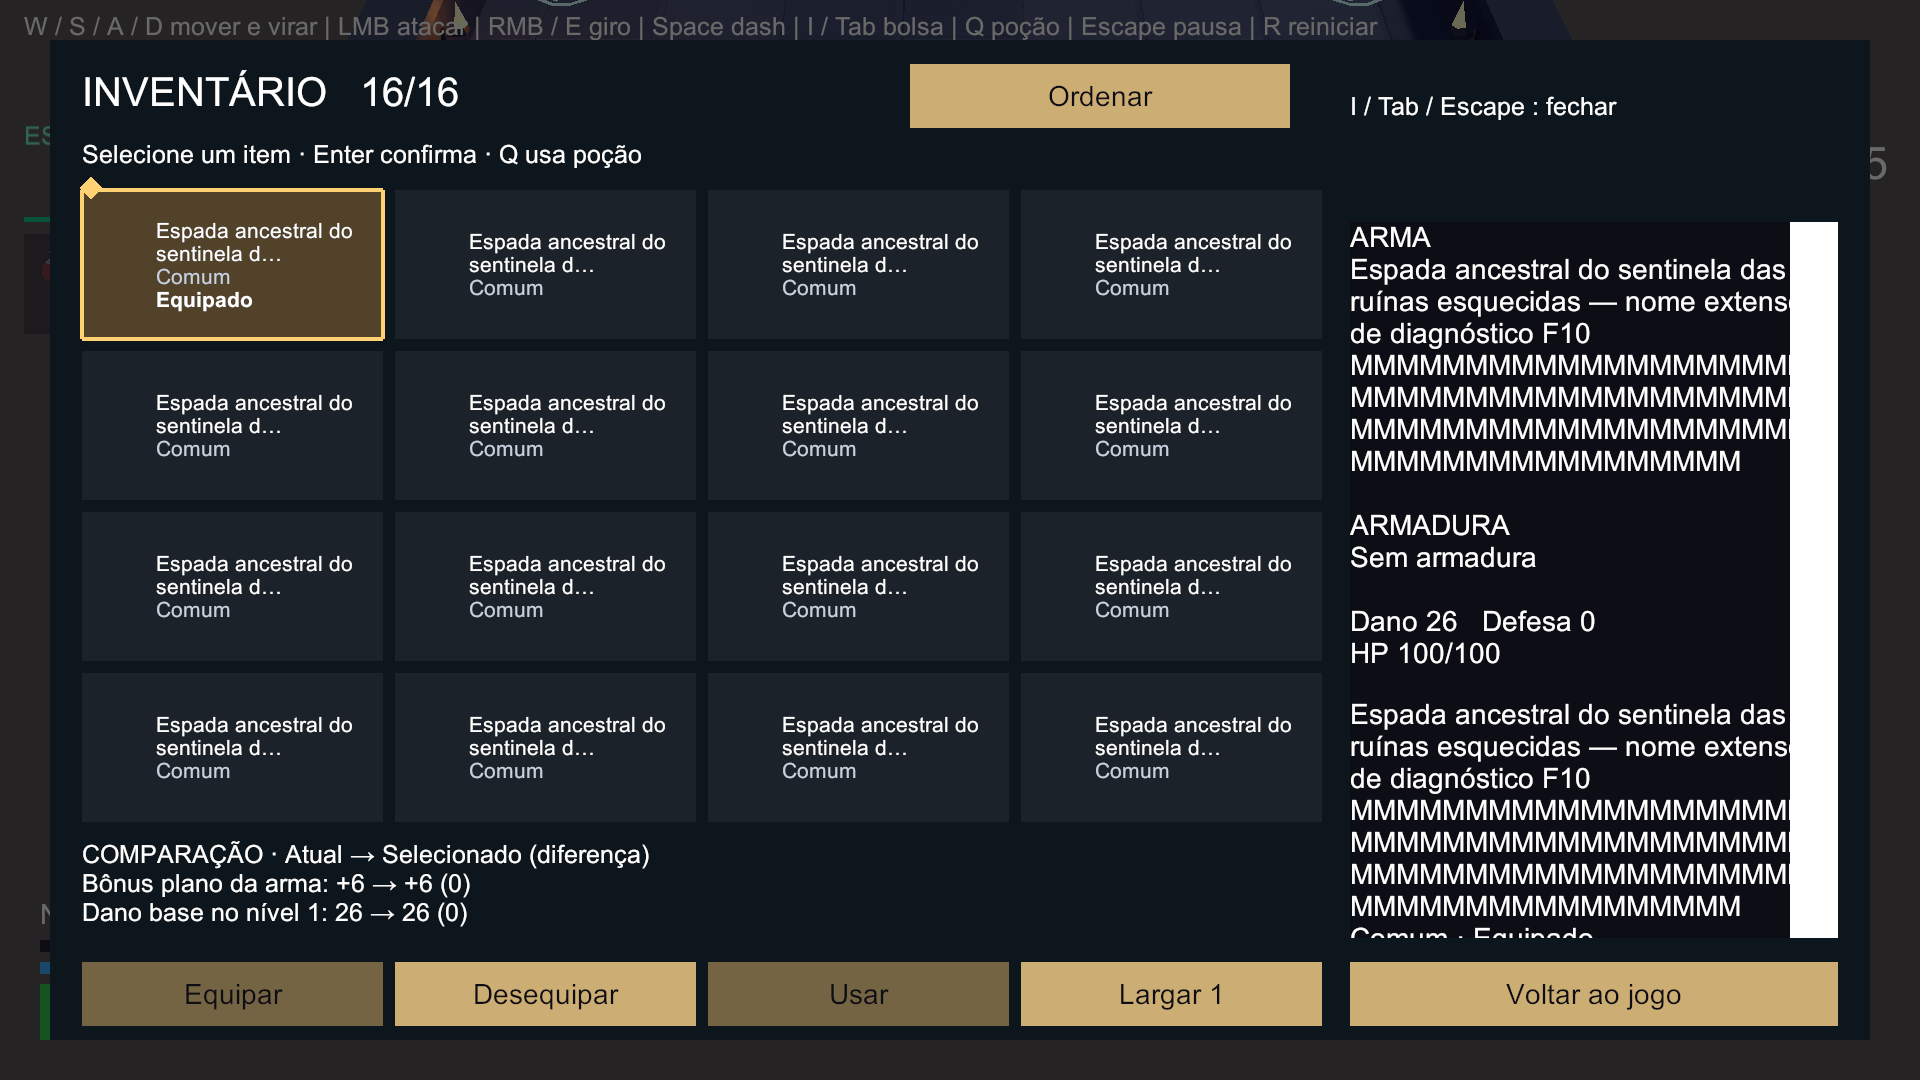 W / S / A / D mover e virar | LMB atacar | RMB / E giro | Space dash | I / Tab bolsa | Q poção | Escape pausa | R reiniciar
INVENTÁRIO 16/16
Ordenar
I / Tab / Escape : fechar
ES
5
Selecione um item · Enter confirma · Q usa poção
Espada ancestral do
sentinela d...
Comum
Equipado
Espada ancestral do
sentinela d...
Comum
Espada ancestral do
sentinela d...
Comum
Espada ancestral do
sentinela d...
Comum
Espada ancestral do
sentinela d...
Comum
Espada ancestral do
sentinela d...
Comum
Espada ancestral do
sentinela d...
Comum
Espada ancestral do
sentinela d...
Comum
Espada ancestral do
sentinela d...
Comum
Espada ancestral do
sentinela d...
Comum
Espada ancestral do
sentinela d...
Comum
Espada ancestral do
sentinela d...
Comum
Espada ancestral do
sentinela d...
Comum
Espada ancestral do
sentinela d...
Comum
Espada ancestral do
sentinela d...
Comum
Espada ancestral do
sentinela d...
Comum
ARMA
Espada ancestral do sentinela das
ruínas esquecidas — nome extenso
de diagnóstico F10
MMMMMMMMMMMMMMMMMMMM
MMMMMMMMMMMMMMMMMMMM
MMMMMMMMMMMMMMMMMMMM
MMMMMMMMMMMMMMMMM
ARMADURA
Sem armadura
Dano 26 Defesa 0
HP 100/100
Espada ancestral do sentinela das
ruínas esquecidas — nome extenso
de diagnóstico F10
MMMMMMMMMMMMMMMMMMMM
MMMMMMMMMMMMMMMMMMMM
MMMMMMMMMMMMMMMMMMMM
MMMMMMMMMMMMMMMMM
Comum · Equipado
COMPARAÇÃO · Atual → Selecionado (diferença)
Bônus plano da arma: +6 → +6 (0)
Dano base no nível 1: 26 → 26 (0)
N
Equipar
Desequipar
Usar
Largar 1
Voltar ao jogo